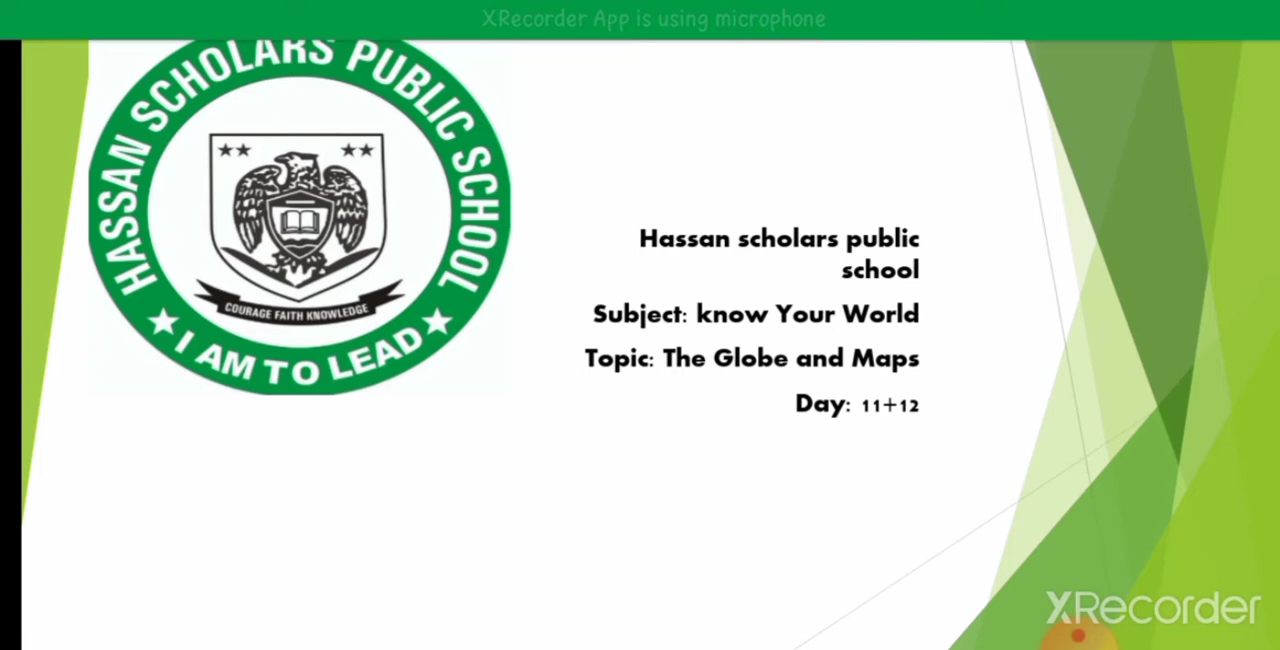 XRecorder App is using microphone
HASSAN SCHOLARS PUBLIC SCHOOL
COURAGE FAITH KNOWLEDGE
I AM TO LEAD
Hassan scholars public
school
Subject: know Your World
Topic: The Globe and Maps
Day: 11+12
XRecorder